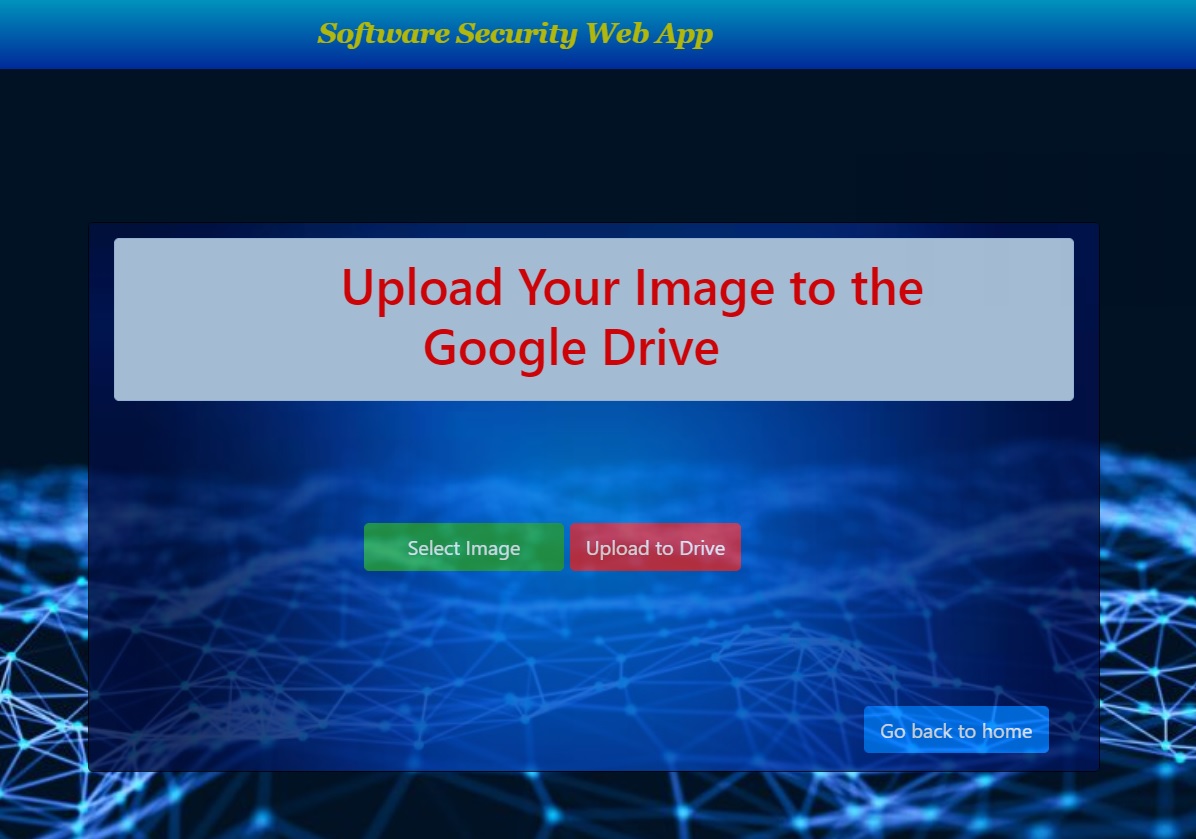 Software Security Web App
Upload Your Image to the
Google Drive
Select Image
Upload to Drive
Go back to home